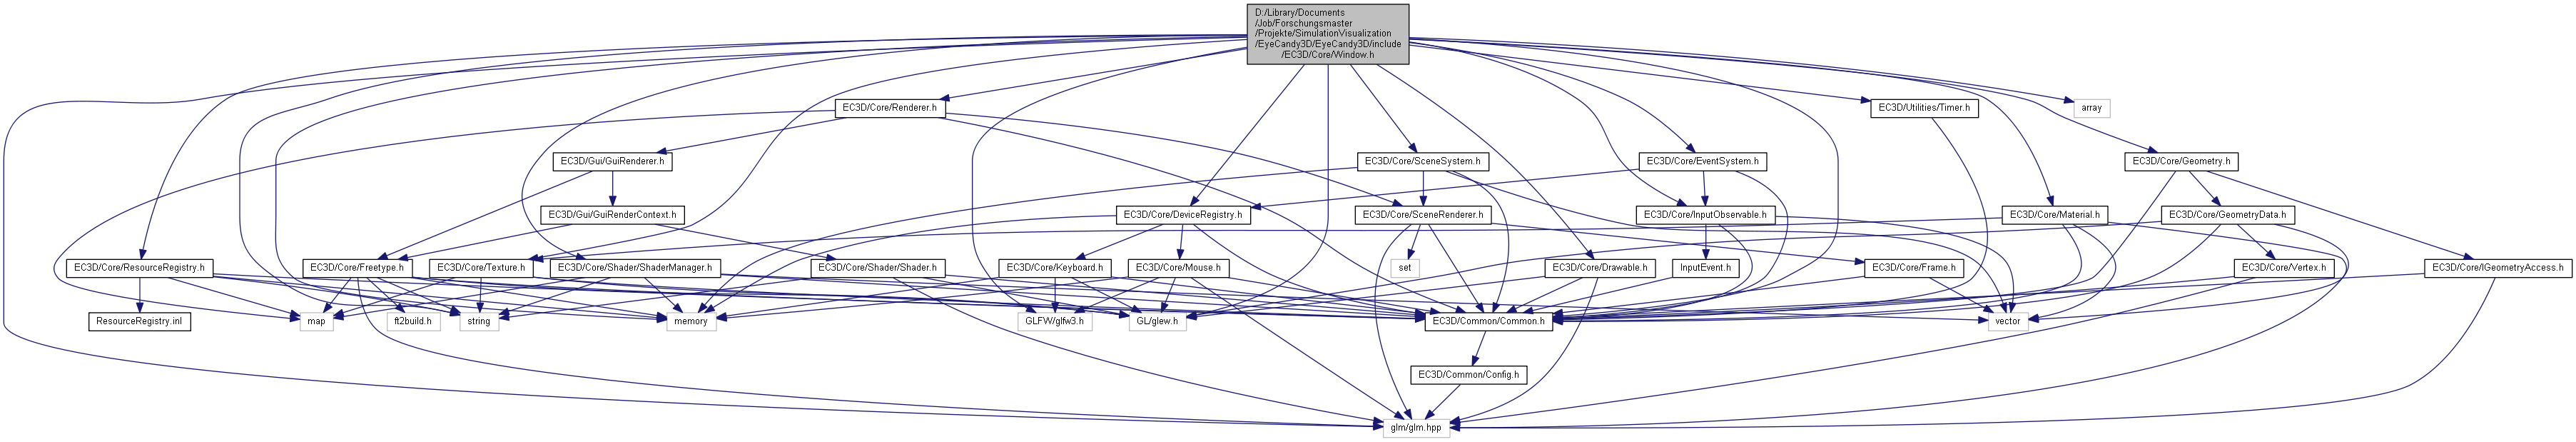 D:/Library/Documents
/Job/Forschungsmaster
/Projekte/SimulationVisualization
/EyeCandy3D/EyeCandy3D/include
/EC3D/Core/Window.h
EC3D/Core/Renderer.h
EC3D/Utilities/Timer.h
array
EC3D/Gui/GuiRenderer.h
EC3D/Core/SceneSystem.h
EC3D/Core/EventSystem.h
EC3D/Core/Geometry.h
EC3D/Gui/GuiRenderContext.h
EC3D/Core/DeviceRegistry.h
EC3D/Core/SceneRenderer.h
EC3D/Core/InputObservable.h
EC3D/Core/Material.h
EC3D/Core/GeometryData.h
EC3D/Core/ResourceRegistry.h
EC3D/Core/Freetype.h
EC3D/Core/Texture.h
EC3D/Core/Shader/ShaderManager.h
EC3D/Core/Shader/Shader.h
EC3D/Core/Keyboard.h
EC3D/Core/Mouse.h
set
EC3D/Core/Drawable.h
InputEvent.h
EC3D/Core/Frame.h
EC3D/Core/Vertex.h
EC3D/Core/IGeometryAccess.h
ResourceRegistry.inl
map
ft2build.h
string
memory
GLFW/glfw3.h
GL/glew.h
EC3D/Common/Common.h
vector
EC3D/Common/Config.h
glm/glm.hpp